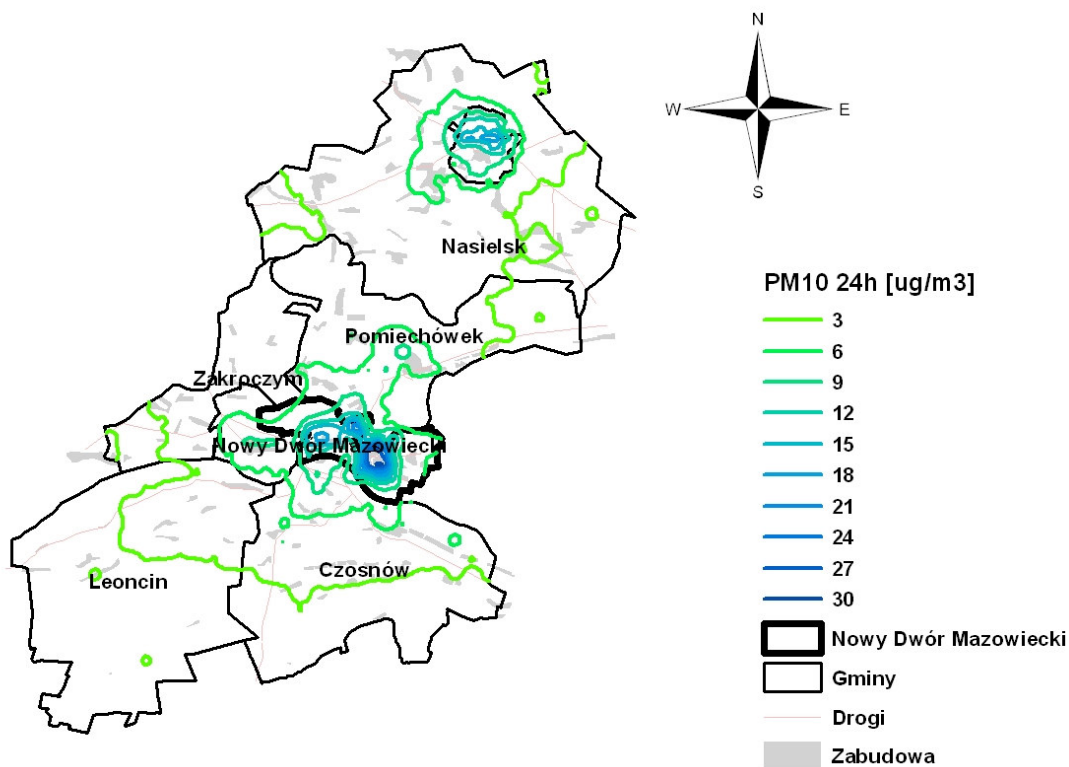 N
W
E
S
Nasielsk
Pomiechówek
Zakroczym
Nowy Dwór Mazowiecki
Leoncin
Czosnów
PM10 24h [ug/m3]
3
6
9
12
15
18
21
24
27
30
Nowy Dwór Mazowiecki
Gminy
Drogi
Zabudowa